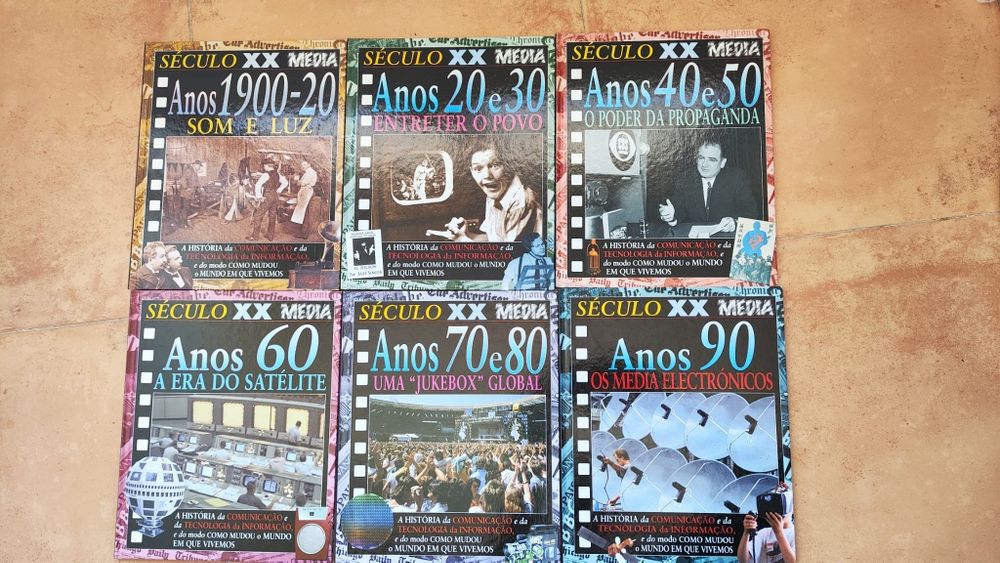 SÉCULO XX MEDIA
Anos 1900-20
SOM E LUZ
A HISTÓRIA da COMUNICAÇÃO e da
TECNOLOGIA da INFORMAÇÃO,
e do modo COMO MUDOU
o MUNDO EM QUE VIVEMOS
SÉCULO XX MEDIA
Anos 20 e 30
ENTRETER O POVO
AL JOLSON
THE JAZZ SINGER
A HISTÓRIA da COMUNICAÇÃO e da
TECNOLOGIA da INFORMAÇÃO,
e do modo COMO MUDOU o MUNDO
EM QUE VIVEMOS
SÉCULO XX MEDIA
Anos 40 e 50
O PODER DA PROPAGANDA
A HISTÓRIA da COMUNICAÇÃO e da
TECNOLOGIA da INFORMAÇÃO, e
do modo COMO MUDOU o MUNDO
EM QUE VIVEMOS
SÉCULO XX MEDIA
Anos 60
A ERA DO SATÉLITE
A HISTÓRIA da COMUNICAÇÃO e
da TECNOLOGIA da INFORMAÇÃO,
e do modo COMO MUDOU o MUNDO
EM QUE VIVEMOS
SÉCULO XX MEDIA
Anos 70 e 80
UMA "JUKEBOX" GLOBAL
A HISTÓRIA da COMUNICAÇÃO e da
TECNOLOGIA da INFORMAÇÃO,
e do modo COMO MUDOU
o MUNDO EM QUE VIVEMOS
SÉCULO XX MEDIA
Anos 90
OS MEDIA ELECTRÓNICOS
A HISTÓRIA da COMUNICAÇÃO e da
TECNOLOGIA da INFORMAÇÃO,
e do modo COMO MUDOU o
MUNDO EM QUE VIVEMOS